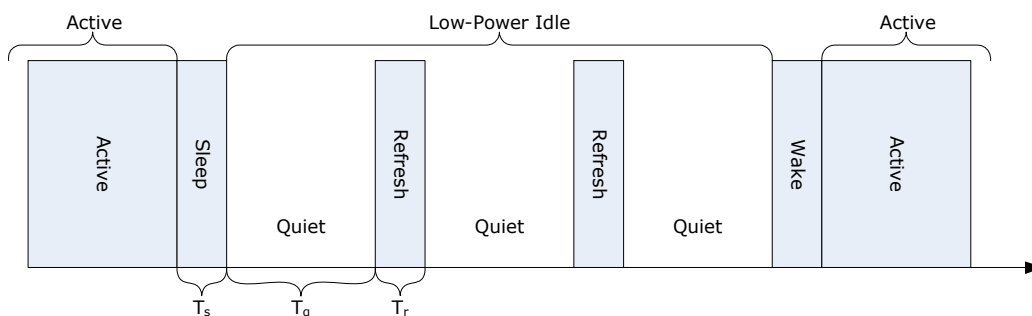 Active
Low-Power Idle
Active
Active
Sleep
Quiet
Refresh
Quiet
Refresh
Quiet
Wake
Active
Ts
Tq
Tr